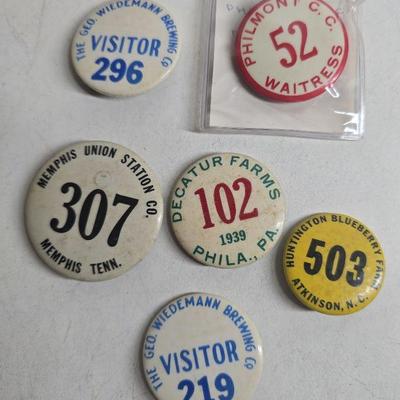 THE GEO. WIEDEMANN BREWING CO
VISITOR
296
PHILMONT C.C.
52
WAITRESS
MEMPHIS UNION STATION CO.
307
MEMPHIS TENN.
DECATUR FARMS
102
1939
PHILA., PA.
HUNTINGTON BLUEBERRY FARM
503
ATKINSON, N.C.
THE GEO. WIEDEMANN BREWING CO
VISITOR
219